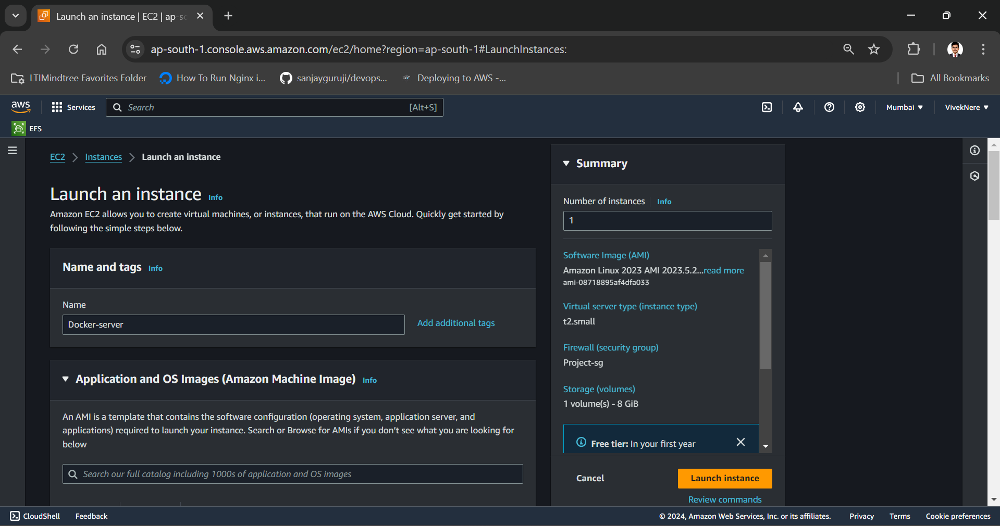 Launch an instance | EC2 | ap-so
ap-south-1.console.aws.amazon.com/ec2/home?region=ap-south-1#LaunchInstances:
LTIMindtree Favorites Folder
How To Run Nginx i...
sanjayguruji/devops...
Deploying to AWS -...
All Bookmarks
aws
Services
Search
[Alt+S]
Mumbai
VivekNere
EFS
EC2
Instances
Launch an instance
Launch an instance Info
Amazon EC2 allows you to create virtual machines, or instances, that run on the AWS Cloud. Quickly get started by
following the simple steps below.
Name and tags Info
Name
Docker-server
Add additional tags
Application and OS Images (Amazon Machine Image) Info
An AMI is a template that contains the software configuration (operating system, application server, and
applications) required to launch your instance. Search or Browse for AMIs if you don't see what you are looking for
below
Search our full catalog including 1000s of application and OS images
Summary
Number of instances Info
1
Software Image (AMI)
Amazon Linux 2023 AMI 2023.5.2...read more
ami-08718895af4dfa033
Virtual server type (instance type)
t2.small
Firewall (security group)
Project-sg
Storage (volumes)
1 volume(s) - 8 GiB
Free tier: In your first year
Cancel
Launch instance
Review commands
CloudShell
Feedback
© 2024, Amazon Web Services, Inc. or its affiliates.
Privacy
Terms
Cookie preferences